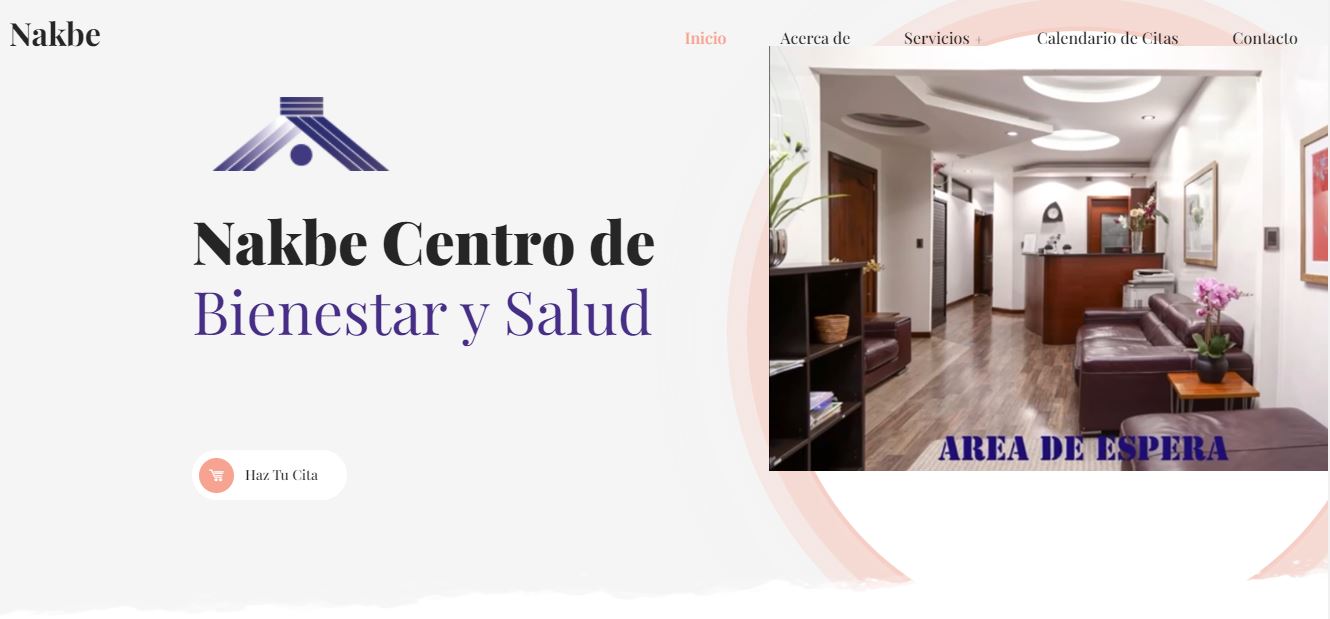 Nakbe
Inicio
Acerca de
Servicios +
Calendario de Citas
Contacto
Nakbe Centro de
Bienestar y Salud
Haz Tu Cita
AREA DE ESPERA